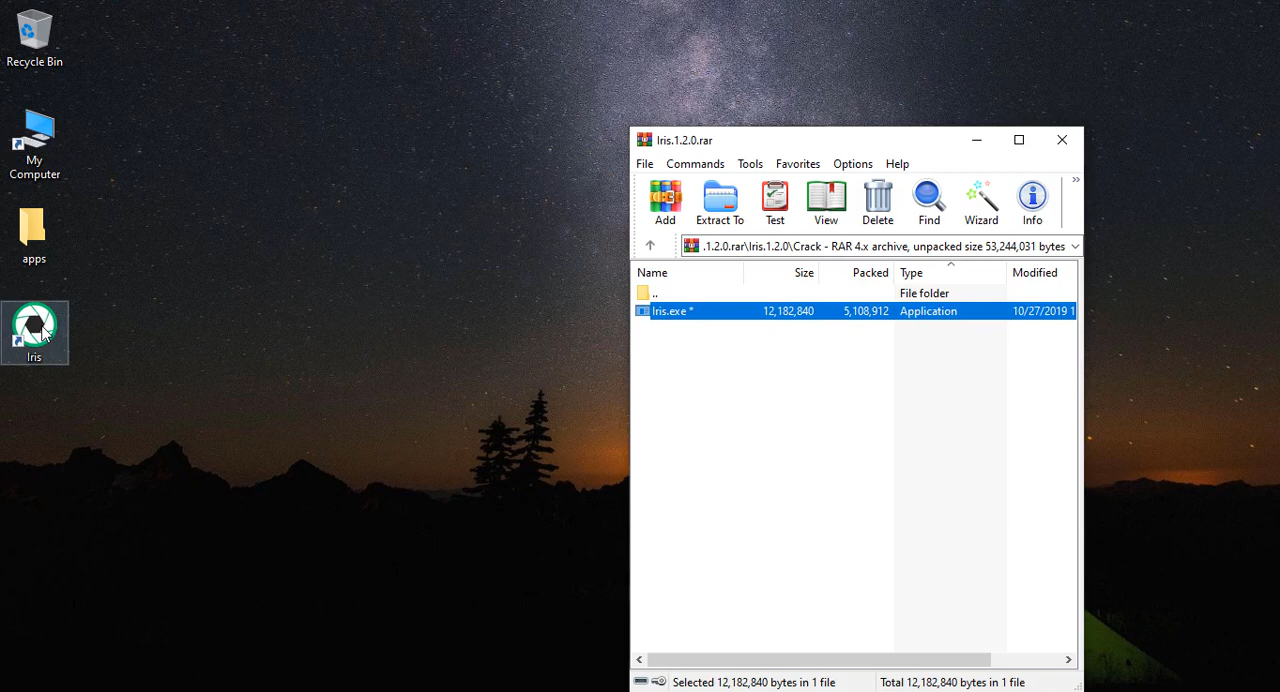 Recycle Bin
My
Computer
apps
Iris
Iris.1.2.0.rar
File Commands Tools Favorites Options Help
Add Extract To Test View Delete Find Wizard Info
.1.2.0.rar\Iris.1.2.0\Crack - RAR 4.x archive, unpacked size 53,244,031 bytes
Name Size Packed Type Modified
.. File folder
Iris.exe * 12,182,840 5,108,912 Application 10/27/2019 1
Selected 12,182,840 bytes in 1 file Total 12,182,840 bytes in 1 file